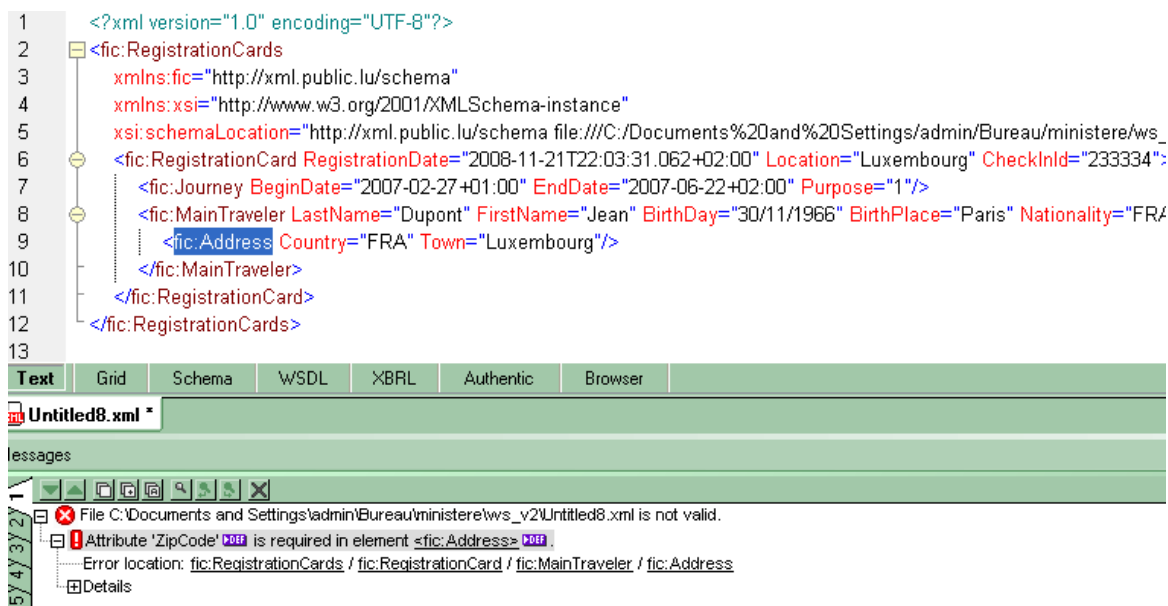 1 <?xml version="1.0" encoding="UTF-8"?>
2 <fic:RegistrationCards
3 xmlns:fic="http://xml.public.lu/schema"
4 xmlns:xsi="http://www.w3.org/2001/XMLSchema-instance"
5 xsi:schemaLocation="http://xml.public.lu/schema file:///C:/Documents%20and%20Settings/admin/Bureau/ministere/ws_
6 <fic:RegistrationCard RegistrationDate="2008-11-21T22:03:31.062+02:00" Location="Luxembourg" CheckInId="233334">
7 <fic:Journey BeginDate="2007-02-27+01:00" EndDate="2007-06-22+02:00" Purpose="1"/>
8 <fic:MainTraveler LastName="Dupont" FirstName="Jean" BirthDay="30/11/1966" BirthPlace="Paris" Nationality="FRA
9 <fic:Address Country="FRA" Town="Luxembourg"/>
10 </fic:MainTraveler>
11 </fic:RegistrationCard>
12 </fic:RegistrationCards>
13
Text Grid Schema WSDL XBRL Authentic Browser
Untitled8.xml *
lessages
File C:\Documents and Settings\admin\Bureau\ministere\ws_v2\Untitled8.xml is not valid.
Attribute 'ZipCode' DEF is required in element <fic:Address> DEF .
Error location: fic:RegistrationCards / fic:RegistrationCard / fic:MainTraveler / fic:Address
Details
1
2
3
4
5